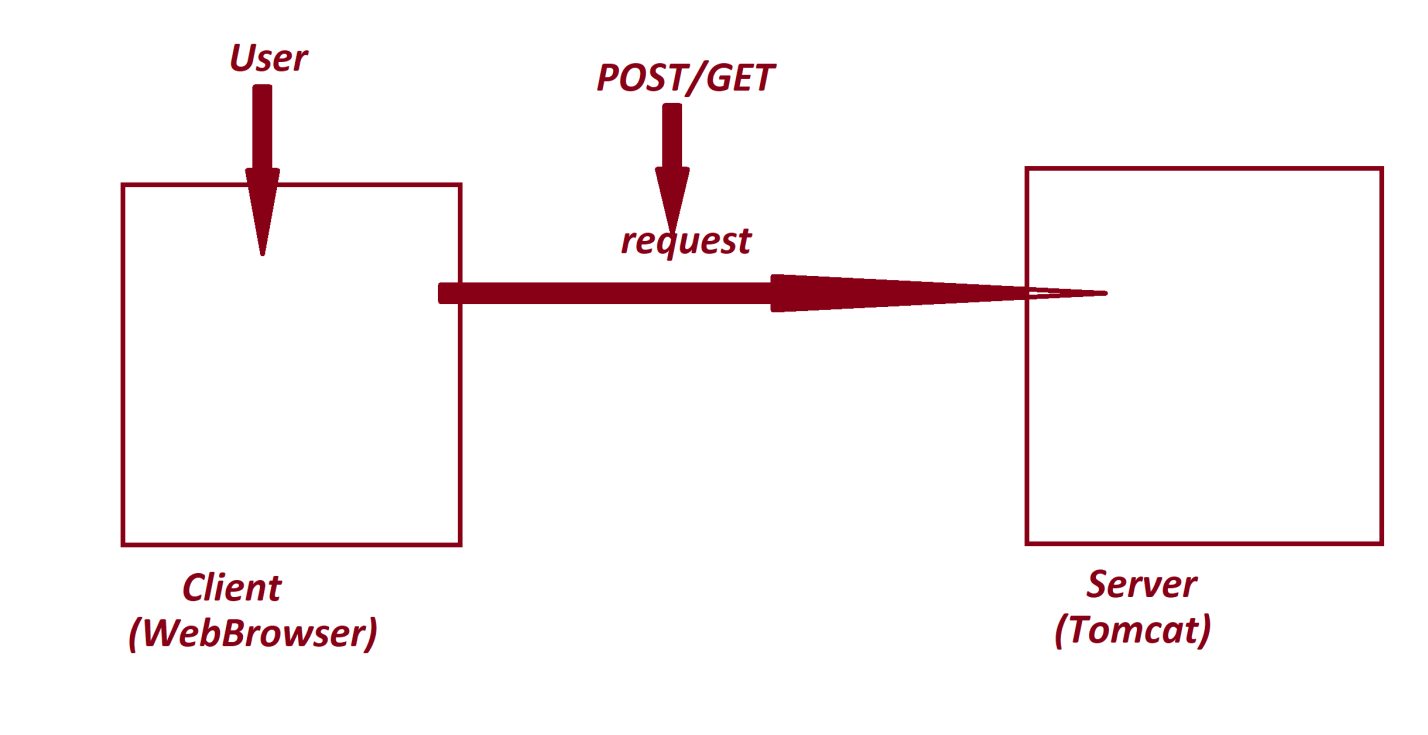 User
POST/GET
request
Client
(WebBrowser)
Server
(Tomcat)